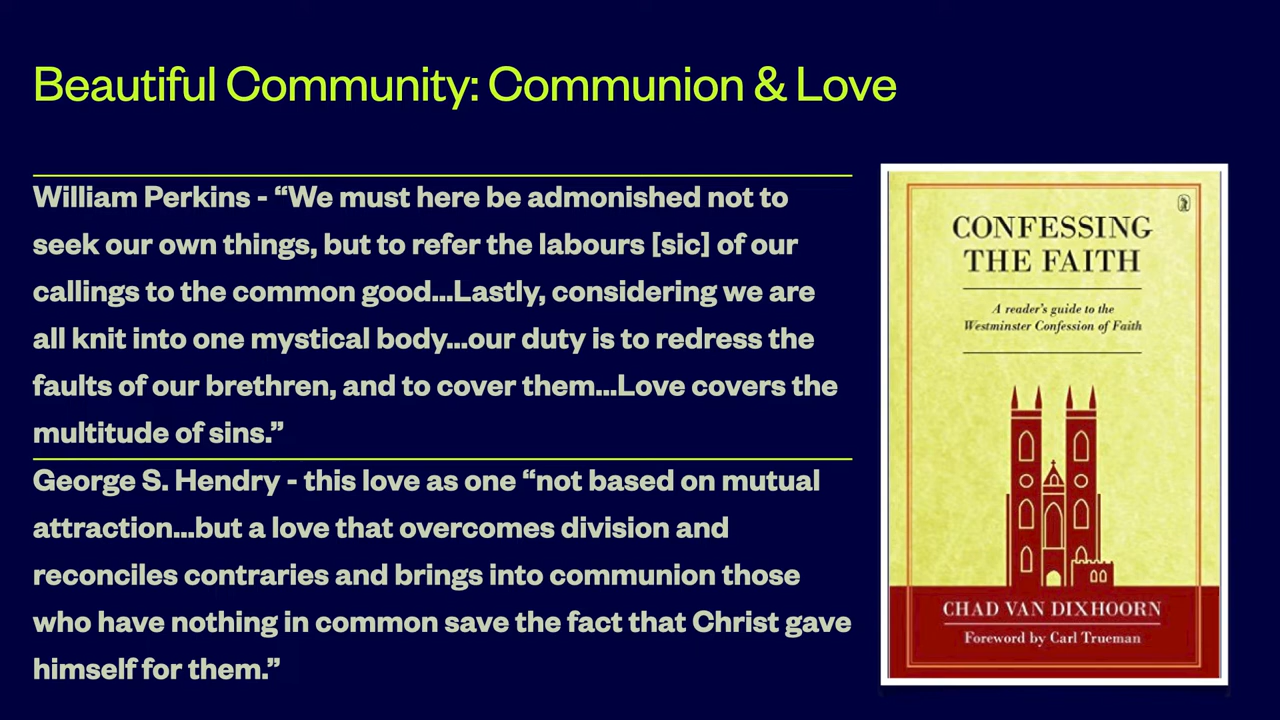 Beautiful Community: Communion & Love
William Perkins - “We must here be admonished not to
seek our own things, but to refer the labours [sic] of our
callings to the common good...Lastly, considering we are
all knit into one mystical body...our duty is to redress the
faults of our brethren, and to cover them...Love covers the
multitude of sins.”
George S. Hendry - this love as one “not based on mutual
attraction...but a love that overcomes division and
reconciles contraries and brings into communion those
who have nothing in common save the fact that Christ gave
himself for them.”
CONFESSING
THE FAITH
A reader's guide to the
Westminster Confession of Faith
CHAD VAN DIXHOORN
Foreword by Carl Trueman